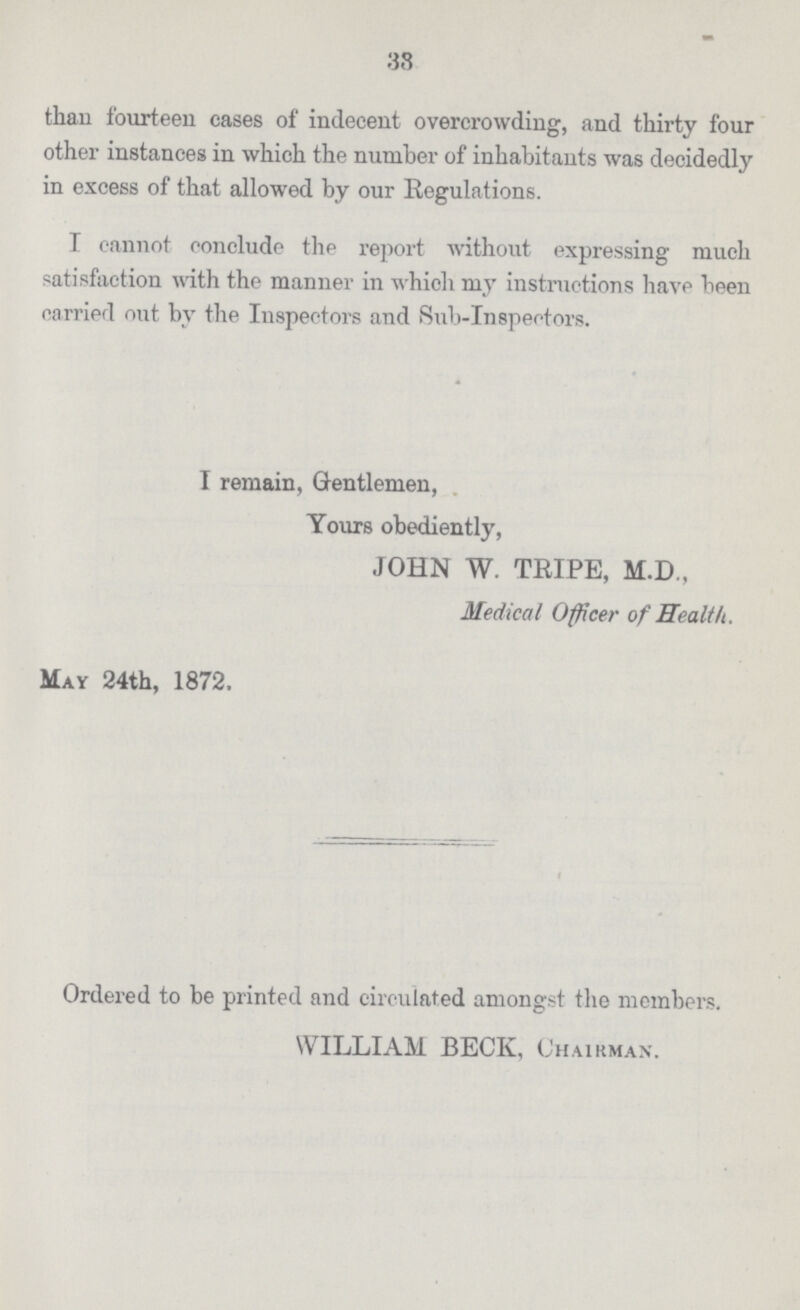 38
than fourteen cases of indecent overcrowding, and thirty four
other instances in which the number of inhabitants was decidedly
in excess of that allowed by our Regulations.
I cannot conclude the report without expressing much
satisfaction with the manner in which my instructions have been
carried out by the Inspectors and Sub-Inspectors.
I remain, Gentlemen,
Yours obediently,
JOHN W. TRIPE, M.D.,
Medical Officer of Health.
MAY 24th, 1872.
Ordered to be printed and circulated amongst the members.
WILLIAM BECK, CHAIRMAN.